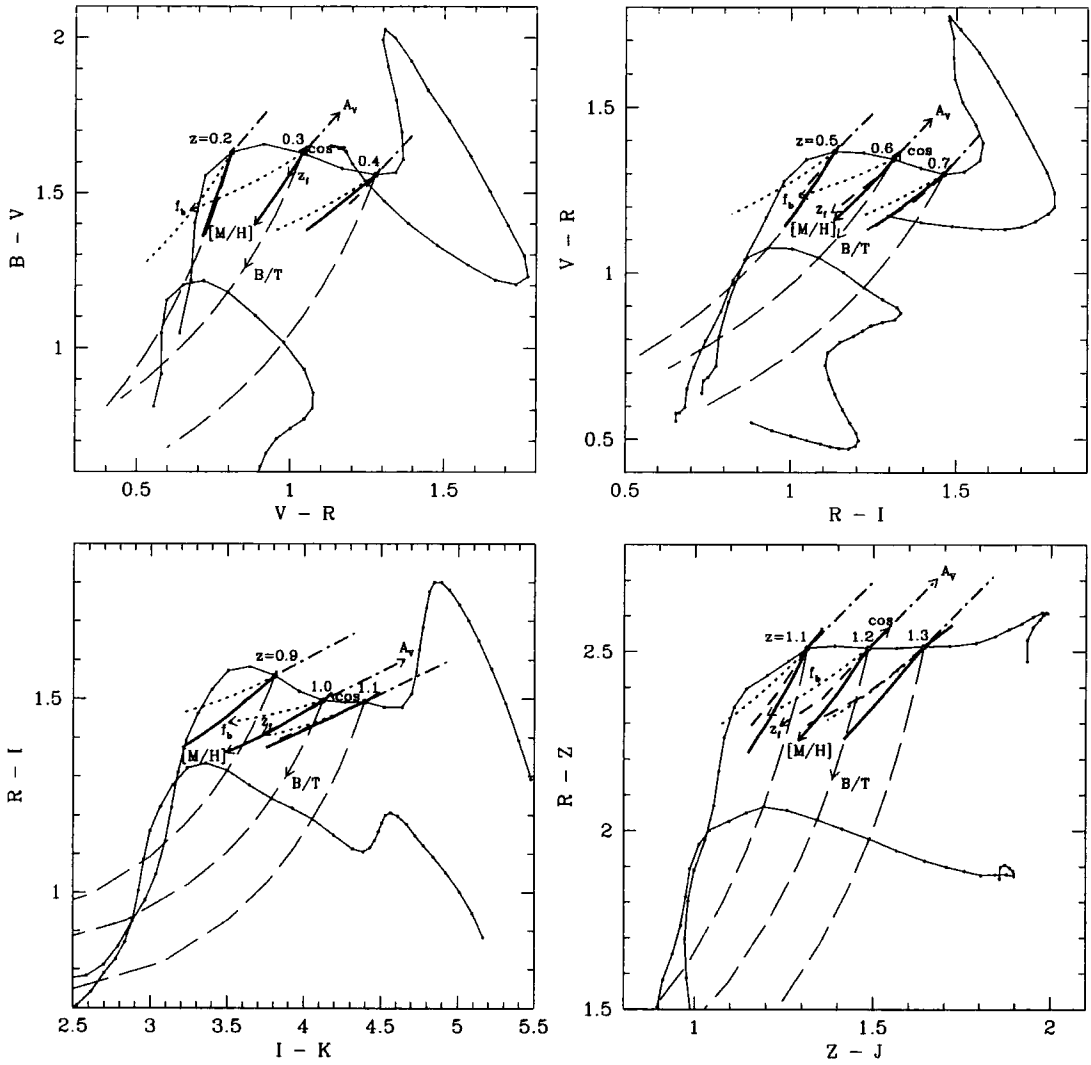 2
1.5
1
B - V
0.5
1
1.5
V - R
z=0.2
0.3
0.4
cos
A_V
z_f
f_b
[M/H]
B/T
1.5
1
0.5
V - R
0.5
1
1.5
R - I
z=0.5
0.6
0.7
cos
A_V
z_f
f_b
[M/H]
B/T
1.5
1
R - I
2.5
3
3.5
4
4.5
5
5.5
I - K
z=0.9
1.0
1.1
cos
A_V
z_f
f_b
[M/H]
B/T
2.5
2
1.5
R - Z
1
1.5
2
Z - J
z=1.1
1.2
1.3
cos
A_V
z_f
f_b
[M/H]
B/T